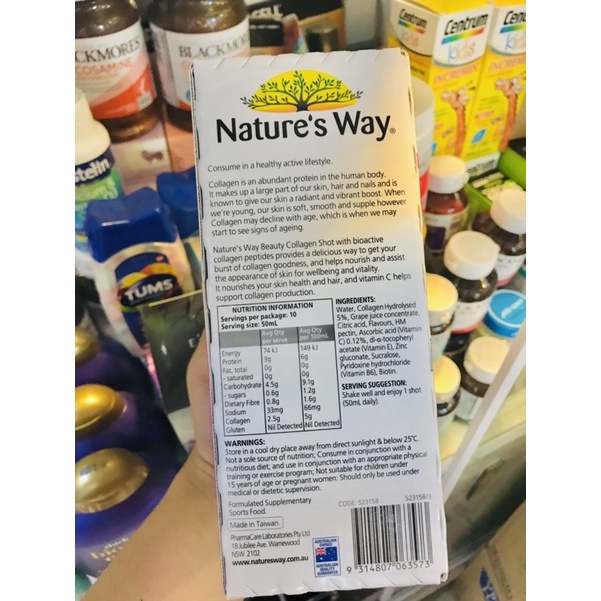 CKMORES
COSAMINE
BLACKMO
Centrum
kids
INCREMIN
Cent
kids
INCREM
stelin
TUMS
Nature's Way®
Consume in a healthy active lifestyle.
Collagen is an abundant protein in the human body.
It makes up a large part of our skin, hair and nails and is
known to give our skin a radiant and vibrant boost. When
we're young, our skin is soft, smooth and supple however
Collagen may decline with age, which is when we may
start to see signs of ageing.
Nature's Way Beauty Collagen Shot with bioactive
collagen peptides provides a delicious way to get your
burst of collagen goodness, and helps nourish and assist
the appearance of skin for wellbeing and vitality.
It nourishes your skin health and hair, and vitamin C helps
support collagen production.
NUTRITION INFORMATION
Servings per package: 10
Serving size: 50mL
Avg Qty per serve Avg Qty per 100mL
Energy 74 kJ 149 kJ
Protein 3g 6g
Fat, total 0g 0g
- saturated 0g 0g
Carbohydrate 4.5g 9.1g
- sugars 0.6g 1.2g
Dietary Fibre 0.8g 1.6g
Sodium 33mg 66mg
Collagen 2.5g 5g
Gluten Nil Detected Nil Detected
INGREDIENTS:
Water, Collagen Hydrolysed
5%, Grape juice concentrate,
Citric acid, Flavours, HM
pectin, Ascorbic acid (Vitamin
C) 0.12%, dl-α-tocopheryl
acetate (Vitamin E), Zinc
gluconate, Sucralose,
Pyridoxine hydrochloride
(Vitamin B6), Biotin.
SERVING SUGGESTION:
Shake well and enjoy 1 shot
(50mL daily).
WARNINGS:
Store in a cool dry place away from direct sunlight & below 25°C.
Not a sole source of nutrition; Consume in conjunction with a
nutritious diet; and use in conjunction with an appropriate physical
training or exercise program; Not suitable for children under
15 years of age or pregnant women: Should only be used under
medical or dietetic supervision.
Formulated Supplementary
Sports Food.
CODE: 523158
523158/3
Made in Taiwan.
PharmaCare Laboratories Pty Ltd
18 Jubilee Ave. Warriewood
NSW 2102
www.naturesway.com.au
AUSTRALIAN
OWNED
AUSTRALIAN
QUALITY
GUARANTEED
9 314807 063573